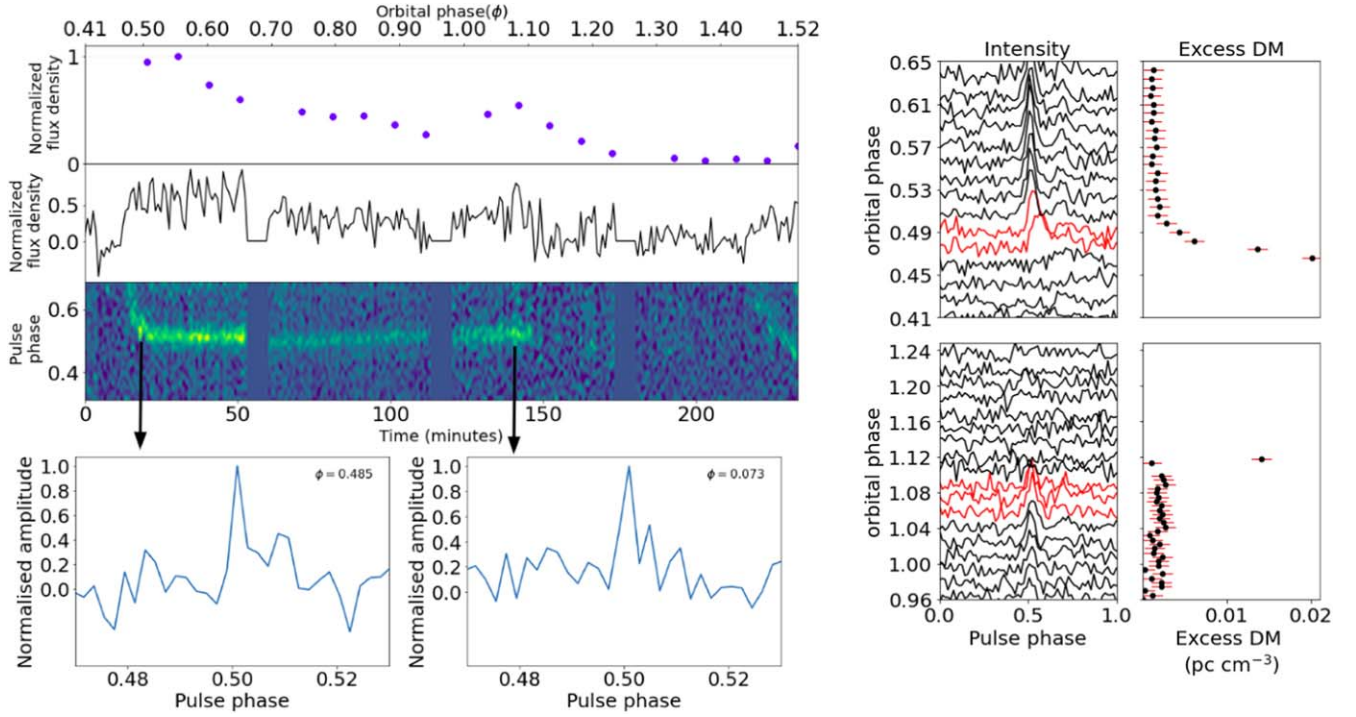 Orbital phase(ϕ)
0.41 0.50 0.60 0.70 0.80 0.90 1.00 1.10 1.20 1.30 1.40 1.52
1
0
Normalized
flux density
0.5
0.0
Normalized
flux density
0.6
0.4
Pulse
phase
0 50 100 150 200
Time (minutes)
1.0
0.8
0.6
0.4
0.2
0.0
Normalised amplitude
ϕ = 0.485
0.48 0.50 0.52
Pulse phase
1.0
0.8
0.6
0.4
0.2
0.0
Normalised amplitude
ϕ = 0.073
0.48 0.50 0.52
Pulse phase
Intensity
Excess DM
0.65
0.61
0.57
0.53
0.49
0.45
0.41
orbital phase
1.24
1.20
1.16
1.12
1.08
1.04
1.00
0.96
orbital phase
0.0 0.5 1.0
Pulse phase
0.01 0.02
Excess DM
(pc cm⁻³)